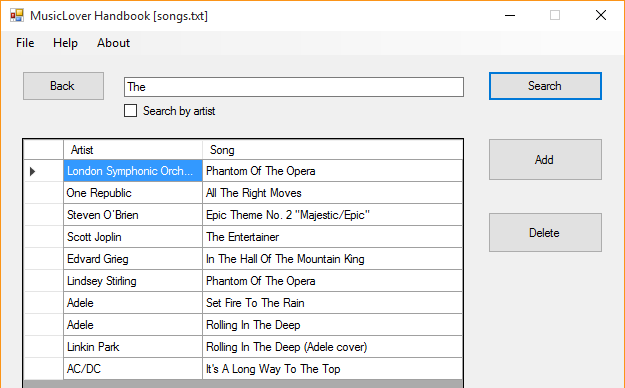 MusicLover Handbook [songs.txt]
File Help About
Back The Search
Search by artist
Artist Song
London Symphonic Orch... Phantom Of The Opera
One Republic All The Right Moves
Steven O'Brien Epic Theme No. 2 "Majestic/Epic"
Scott Joplin The Entertainer
Edvard Grieg In The Hall Of The Mountain King
Lindsey Stirling Phantom Of The Opera
Adele Set Fire To The Rain
Adele Rolling In The Deep
Linkin Park Rolling In The Deep (Adele cover)
AC/DC It's A Long Way To The Top
Add
Delete